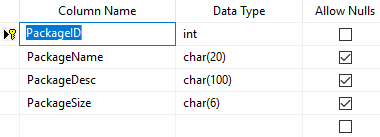 Column Name Data Type Allow Nulls
PackageID int
PackageName char(20)
PackageDesc char(100)
PackageSize char(6)